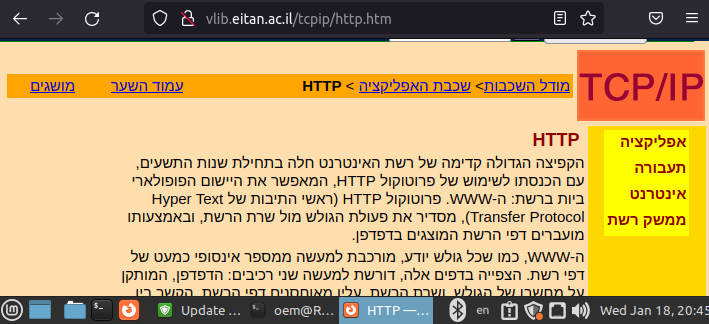 vlib.eitan.ac.il/tcpip/http.htm
TCP/IP
מודל השכבות> שכבת האפליקציה > HTTP
עמוד השער
מושגים
אפליקציה
תעבורה
אינטרנט
ממשק רשת
HTTP
הקפיצה הגדולה קדימה של רשת האינטרנט חלה בתחילת שנות התשעים,
עם הכנסתו לשימוש של פרוטוקול HTTP, המאפשר את היישום הפופולארי
ביות ברשת: ה-WWW. פרוטוקול HTTP (ראשי התיבות של Hyper Text
Transfer Protocol), מסדיר את פעולת הגולש מול שרת הרשת, ובאמצעותו
מועברים דפי הרשת המוצגים בדפדפן.
ה-WWW, כמו שכל גולש יודע, מורכבת למעשה ממספר אינסופי כמעט של
דפי רשת. הצפייה בדפים אלה, דורשת למעשה שני רכיבים: הדפדפן, המותקן
על מחשבו של הגולש, ושרת הרשת, עליו מאוחסנים דפי הרשת. הקשר בין
Update ...
oem@R...
HTTP —...
en
Wed Jan 18, 20:45